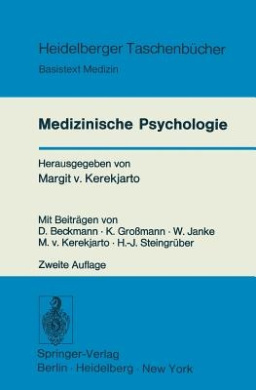 Heidelberger Taschenbücher
Basistext Medizin
Medizinische Psychologie
Herausgegeben von
Margit v. Kerekjarto
Mit Beiträgen von
D. Beckmann · K. Großmann · W. Janke
M. v. Kerekjarto · H.-J. Steingrüber
Zweite Auflage
Springer-Verlag
Berlin · Heidelberg · New York